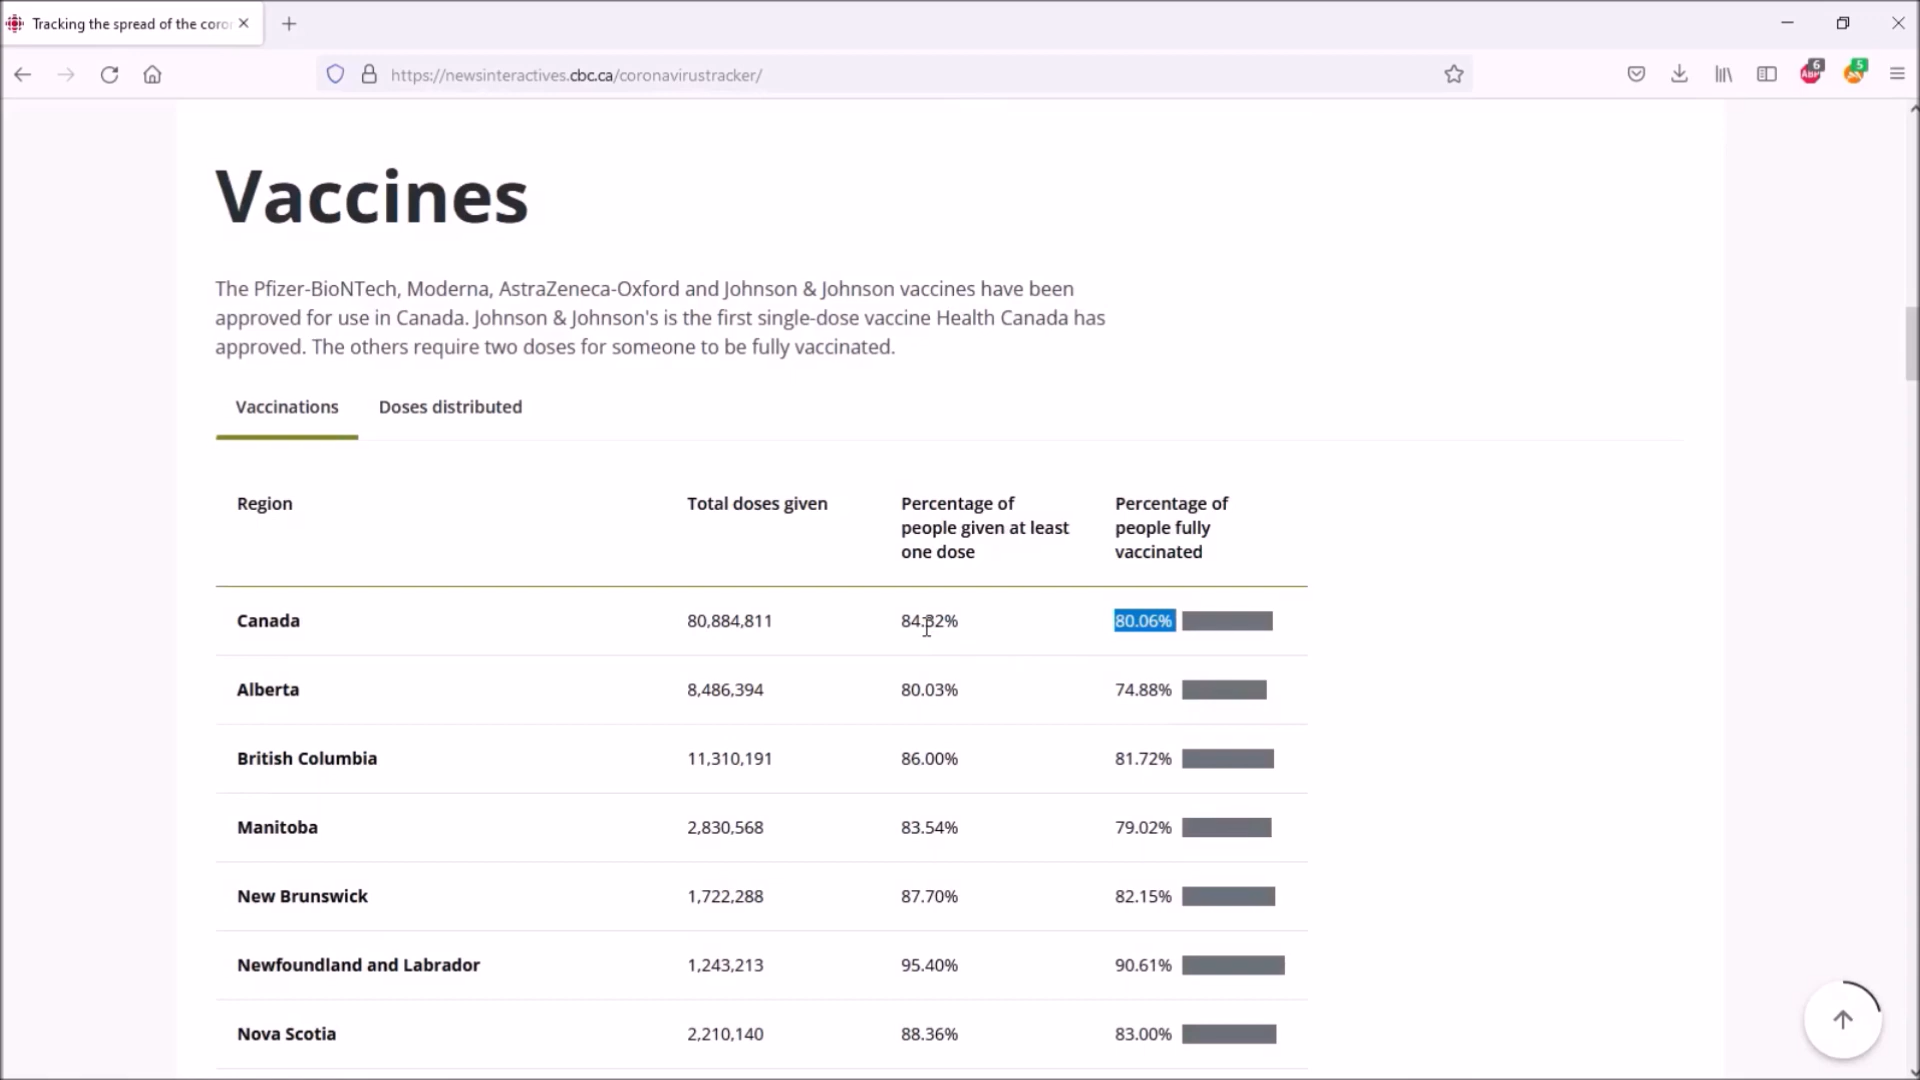 Tracking the spread of the coror
https://newsinteractives.cbc.ca/coronavirustracker/
6
ABP
5
Vaccines
The Pfizer-BioNTech, Moderna, AstraZeneca-Oxford and Johnson & Johnson vaccines have been
approved for use in Canada. Johnson & Johnson's is the first single-dose vaccine Health Canada has
approved. The others require two doses for someone to be fully vaccinated.
Vaccinations Doses distributed
Region Total doses given Percentage of people given at least one dose Percentage of people fully vaccinated
Canada 80,884,811 84.32% 80.06%
Alberta 8,486,394 80.03% 74.88%
British Columbia 11,310,191 86.00% 81.72%
Manitoba 2,830,568 83.54% 79.02%
New Brunswick 1,722,288 87.70% 82.15%
Newfoundland and Labrador 1,243,213 95.40% 90.61%
Nova Scotia 2,210,140 88.36% 83.00%